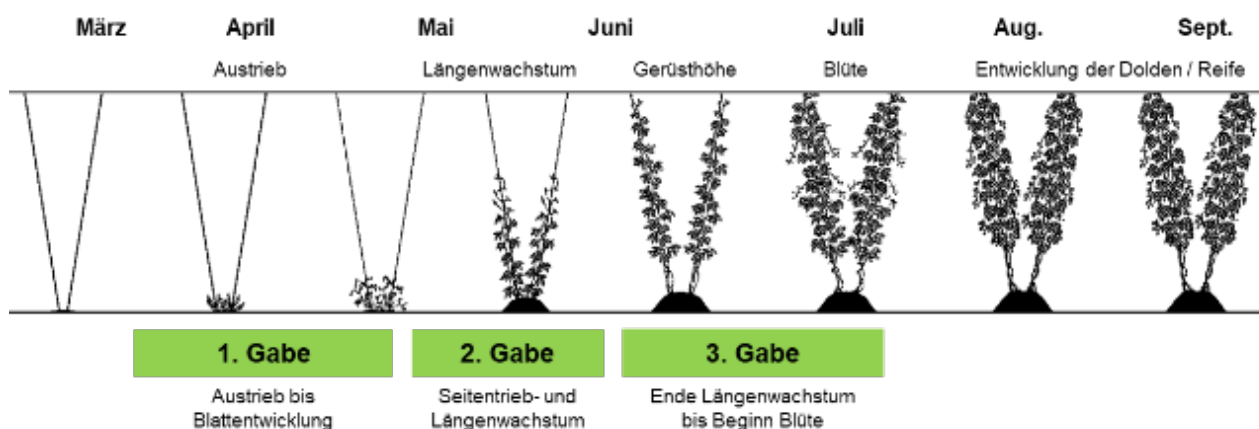 März April Mai Juni Juli Aug. Sept.
Austrieb Längenwachstum Gerüsthöhe Blüte Entwicklung der Dolden / Reife
1. Gabe 2. Gabe 3. Gabe
Austrieb bis Seitentrieb- und Ende Längenwachstum
Blattentwicklung Längenwachstum bis Beginn Blüte